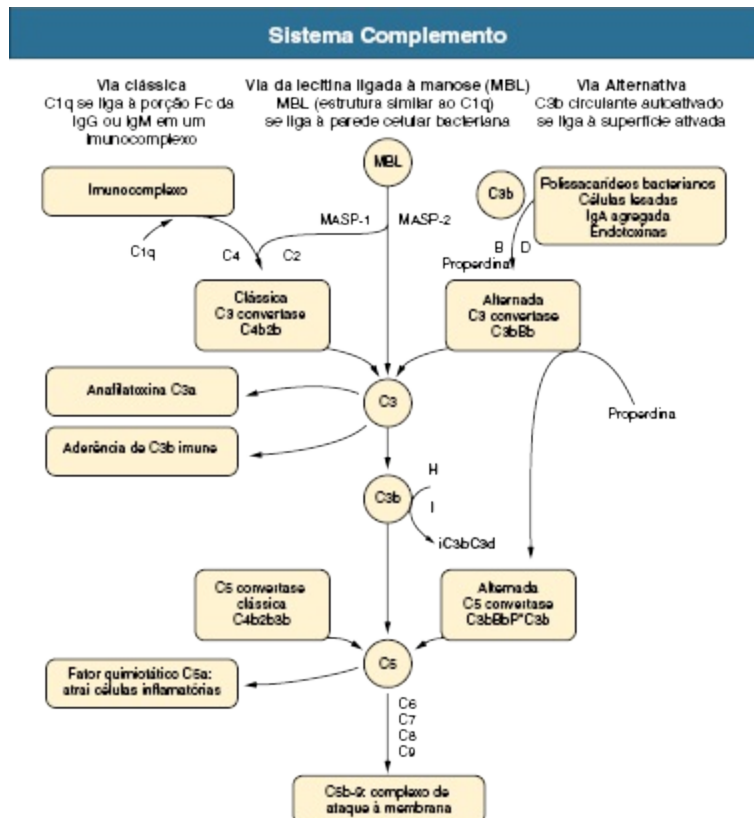 Sistema Complemento
Via clássica
C1q se liga à porção Fc da
IgG ou IgM em um
imunocomplexo
Via da lecitina ligada à manose (MBL)
MBL (estrutura similar ao C1q)
se liga à parede celular bacteriana
Via Alternativa
C3b circulante autoativado
se liga à superfície ativada
MBL
Imunocomplexo
C3b
Polissacarídeos bacterianos
Células lesadas
IgA agregada
Endotoxinas
MASP-1
MASP-2
C1q
C4
C2
B
D
Properdina
Clássica
C3 convertase
C4b2b
Alternada
C3 convertase
C3bBb
Anafilatoxina C3a
C3
Properdina
Aderência de C3b imune
C3b
H
I
iC3bC3d
C5 convertase
clássica
C4b2b3b
Alternada
C5 convertase
C3bBbP*C3b
C5
Fator quimiotático C5a:
atrai células inflamatórias
C6
C7
C8
C9
C5b-9: complexo de
ataque à membrana